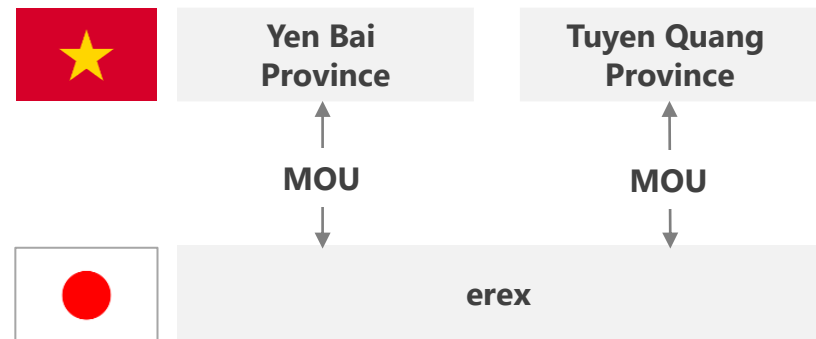 Yen Bai
Province
Tuyen Quang
Province
MOU
MOU
erex